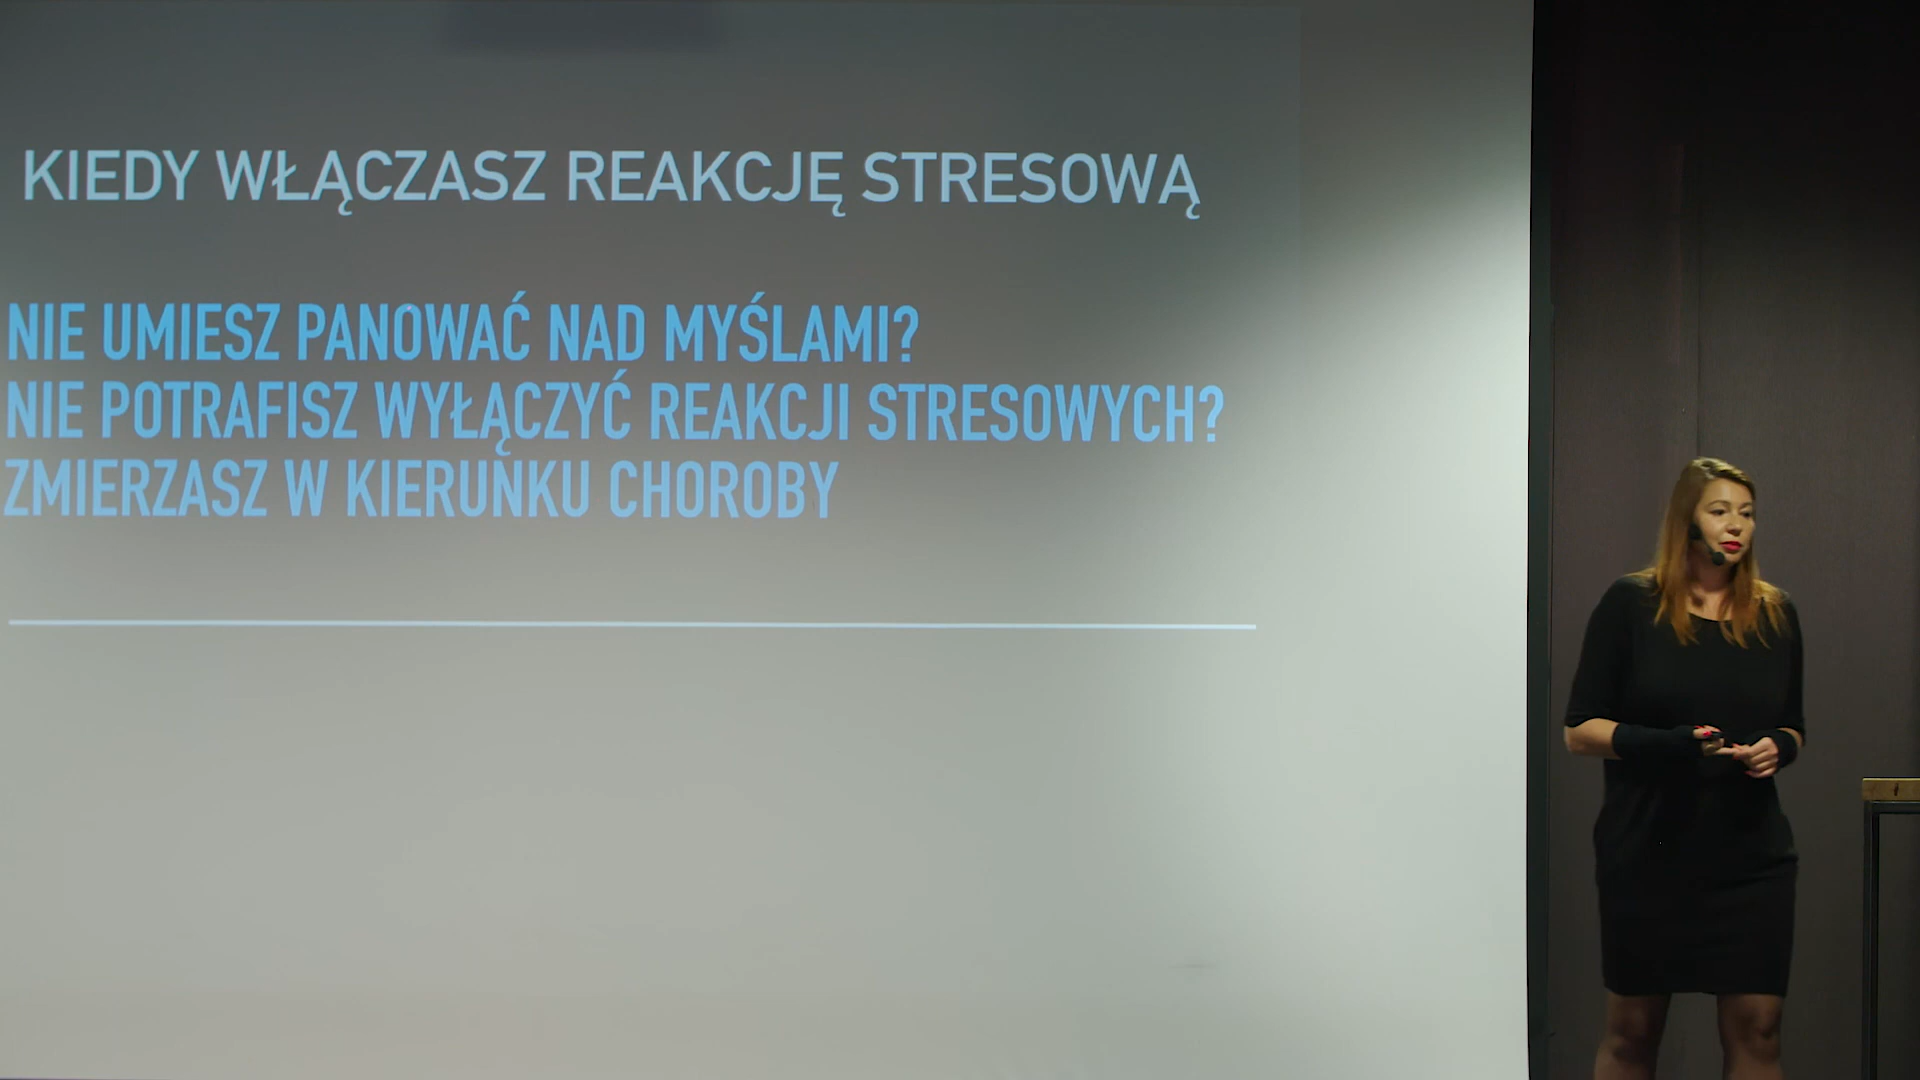 KIEDY WŁĄCZASZ REAKCJĘ STRESOWĄ
NIE UMIESZ PANOWAĆ NAD MYŚLAMI?
NIE POTRAFISZ WYŁĄCZYĆ REAKCJI STRESOWYCH?
ZMIERZASZ W KIERUNKU CHOROBY